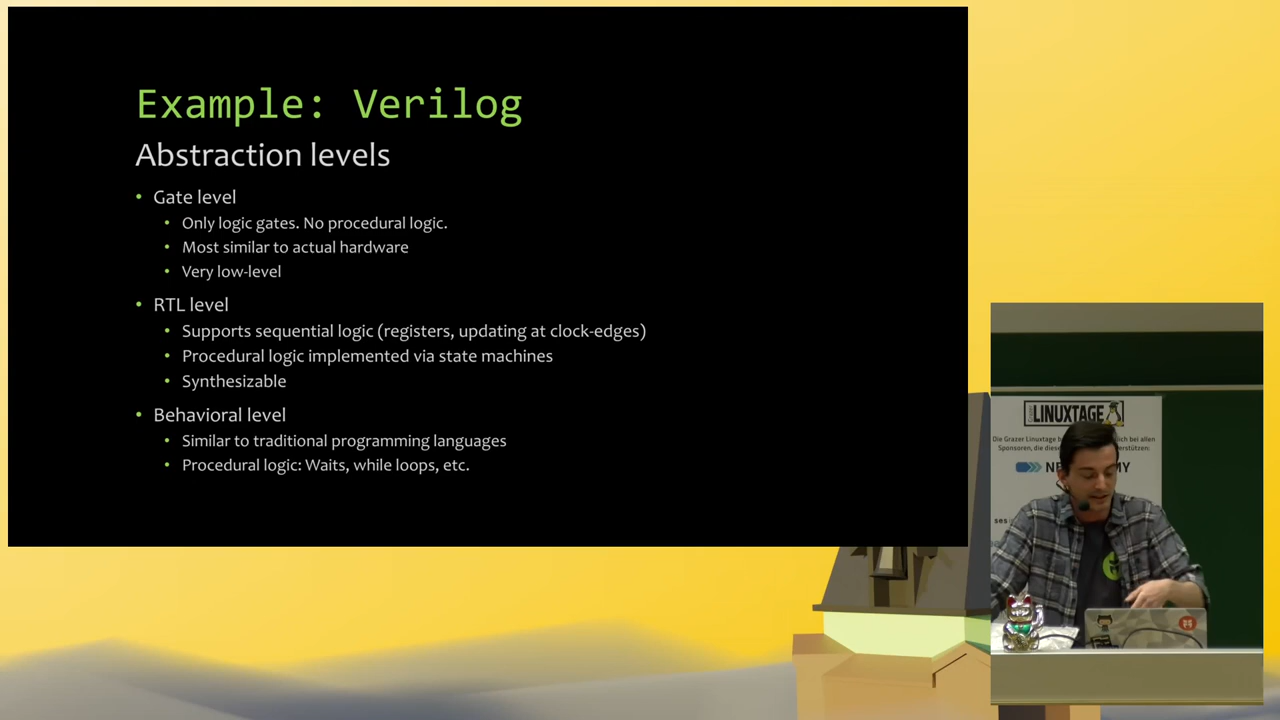 Example: Verilog
Abstraction levels
• Gate level
• Only logic gates. No procedural logic.
• Most similar to actual hardware
• Very low-level
• RTL level
• Supports sequential logic (registers, updating at clock-edges)
• Procedural logic implemented via state machines
• Synthesizable
• Behavioral level
• Similar to traditional programming languages
• Procedural logic: Waits, while loops, etc.
LINUXTAGE
Die Grazer Linuxtage
bei allen
Sponsoren, die